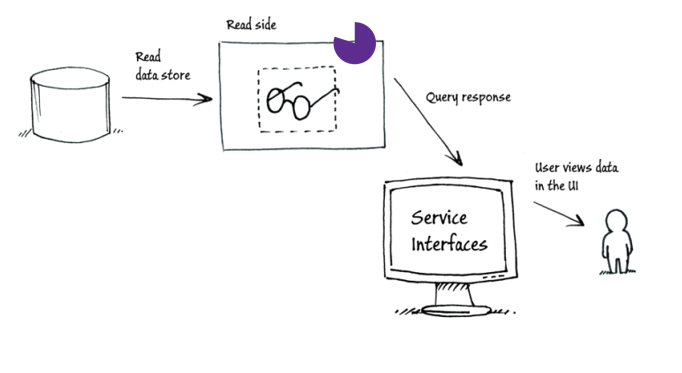 Read side
Read
data store
Query response
User views data
in the UI
Service
Interfaces